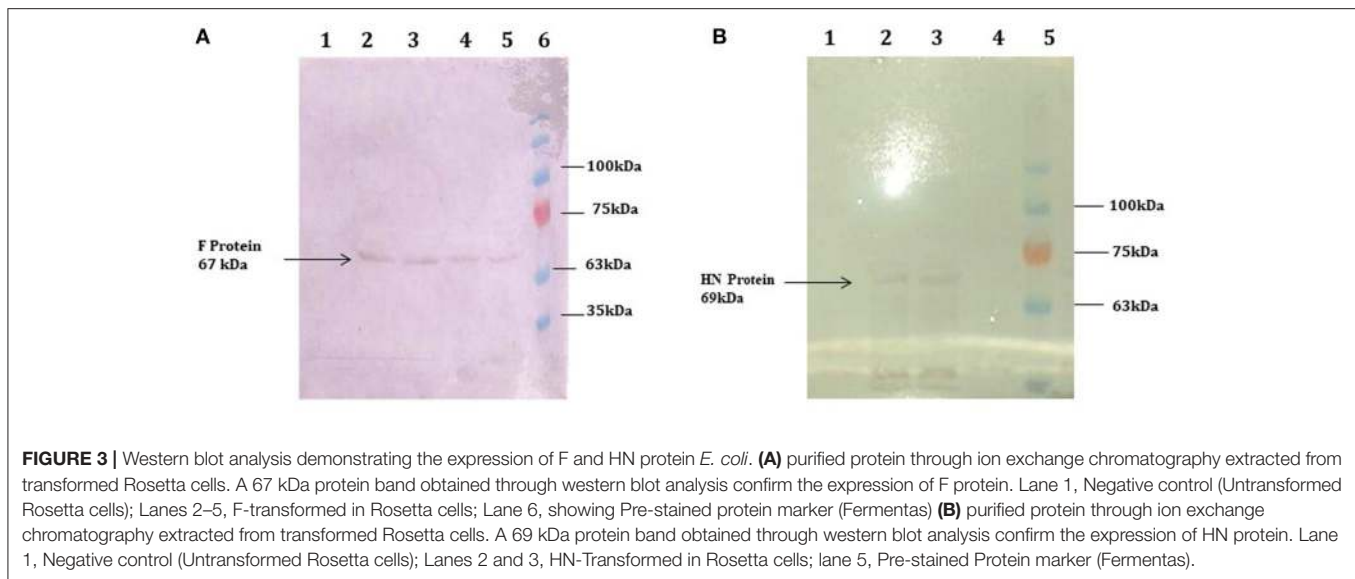 A
1 2 3 4 5 6
100kDa
75kDa
F Protein
67 kDa
63kDa
35kDa
B
1 2 3 4 5
100kDa
75kDa
HN Protein
69kDa
63kDa
FIGURE 3 | Western blot analysis demonstrating the expression of F and HN protein E. coli. (A) purified protein through ion exchange chromatography extracted from
transformed Rosetta cells. A 67 kDa protein band obtained through western blot analysis confirm the expression of F protein. Lane 1, Negative control (Untransformed
Rosetta cells); Lanes 2–5, F-transformed in Rosetta cells; Lane 6, showing Pre-stained protein marker (Fermentas) (B) purified protein through ion exchange
chromatography extracted from transformed Rosetta cells. A 69 kDa protein band obtained through western blot analysis confirm the expression of HN protein. Lane
1, Negative control (Untransformed Rosetta cells); Lanes 2 and 3, HN-Transformed in Rosetta cells; lane 5, Pre-stained Protein marker (Fermentas).